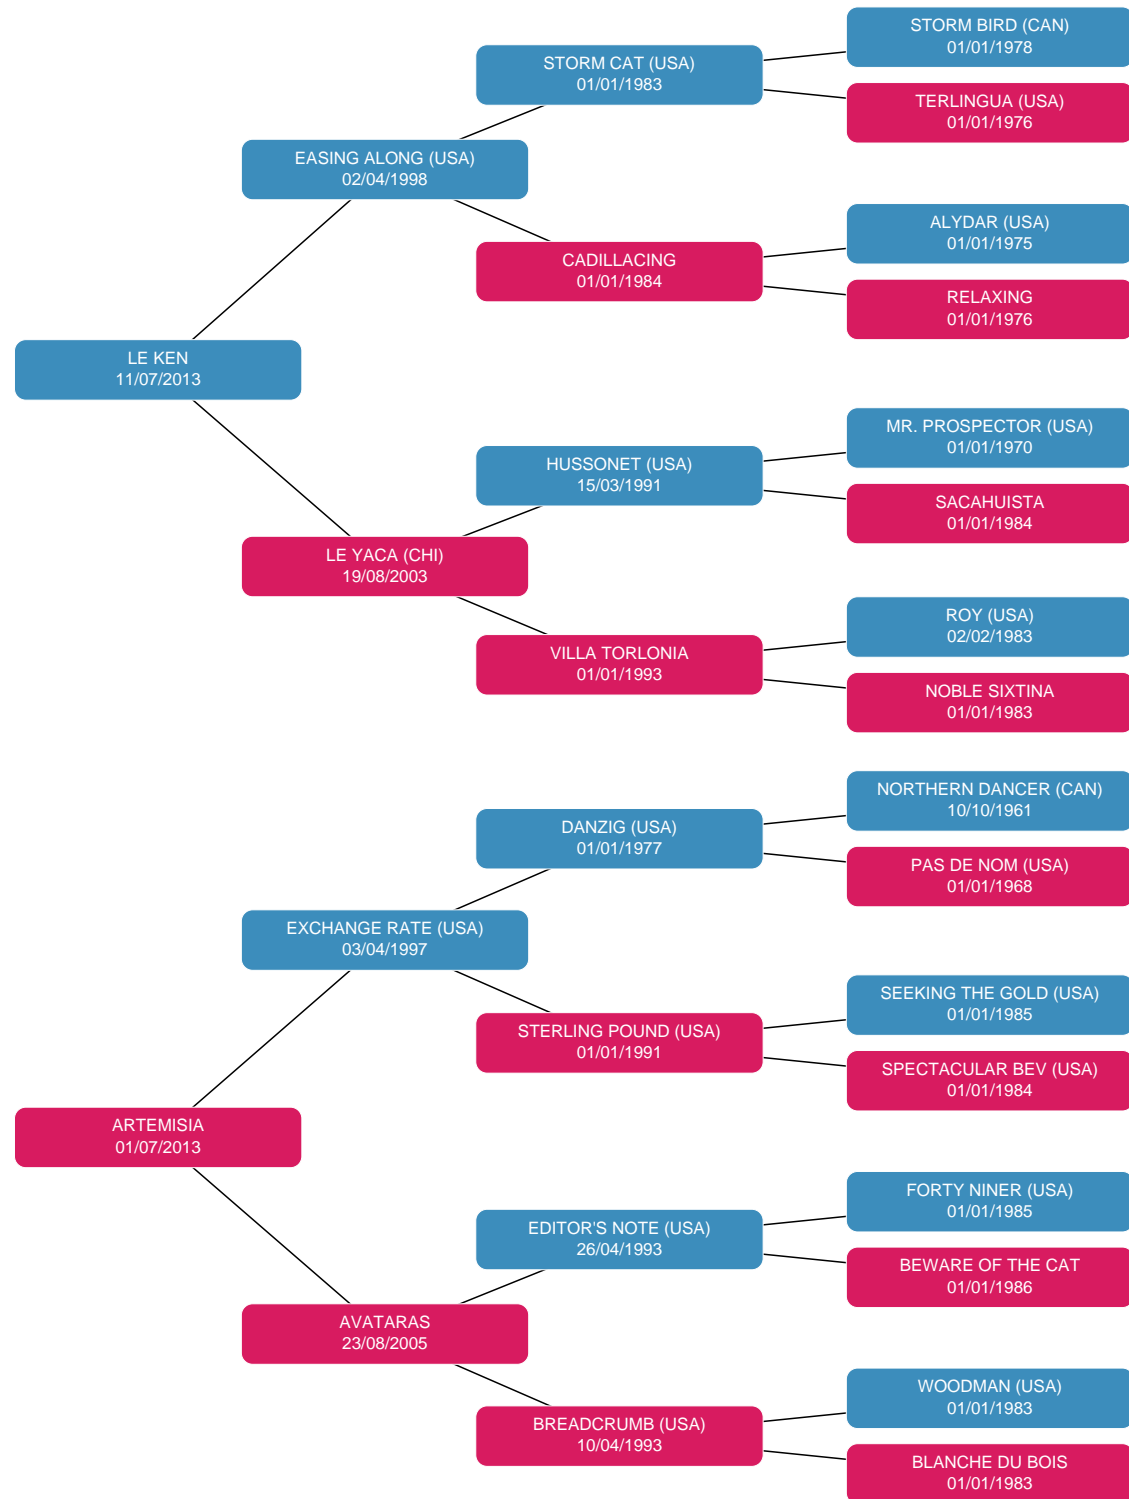 STORM BIRD (CAN)
01/01/1978
STORM CAT (USA)
01/01/1983
TERLINGUA (USA)
01/01/1976
EASING ALONG (USA)
02/04/1998
ALYDAR (USA)
01/01/1975
CADILLACING
01/01/1984
RELAXING
01/01/1976
LE KEN
11/07/2013
MR. PROSPECTOR (USA)
01/01/1970
HUSSONET (USA)
15/03/1991
SACAHUISTA
01/01/1984
LE YACA (CHI)
19/08/2003
ROY (USA)
02/02/1983
VILLA TORLONIA
01/01/1993
NOBLE SIXTINA
01/01/1983
NORTHERN DANCER (CAN)
10/10/1961
DANZIG (USA)
01/01/1977
PAS DE NOM (USA)
01/01/1968
EXCHANGE RATE (USA)
03/04/1997
SEEKING THE GOLD (USA)
01/01/1985
STERLING POUND (USA)
01/01/1991
SPECTACULAR BEV (USA)
01/01/1984
ARTEMISIA
01/07/2013
FORTY NINER (USA)
01/01/1985
EDITOR'S NOTE (USA)
26/04/1993
BEWARE OF THE CAT
01/01/1986
AVATARAS
23/08/2005
WOODMAN (USA)
01/01/1983
BREADCRUMB (USA)
10/04/1993
BLANCHE DU BOIS
01/01/1983